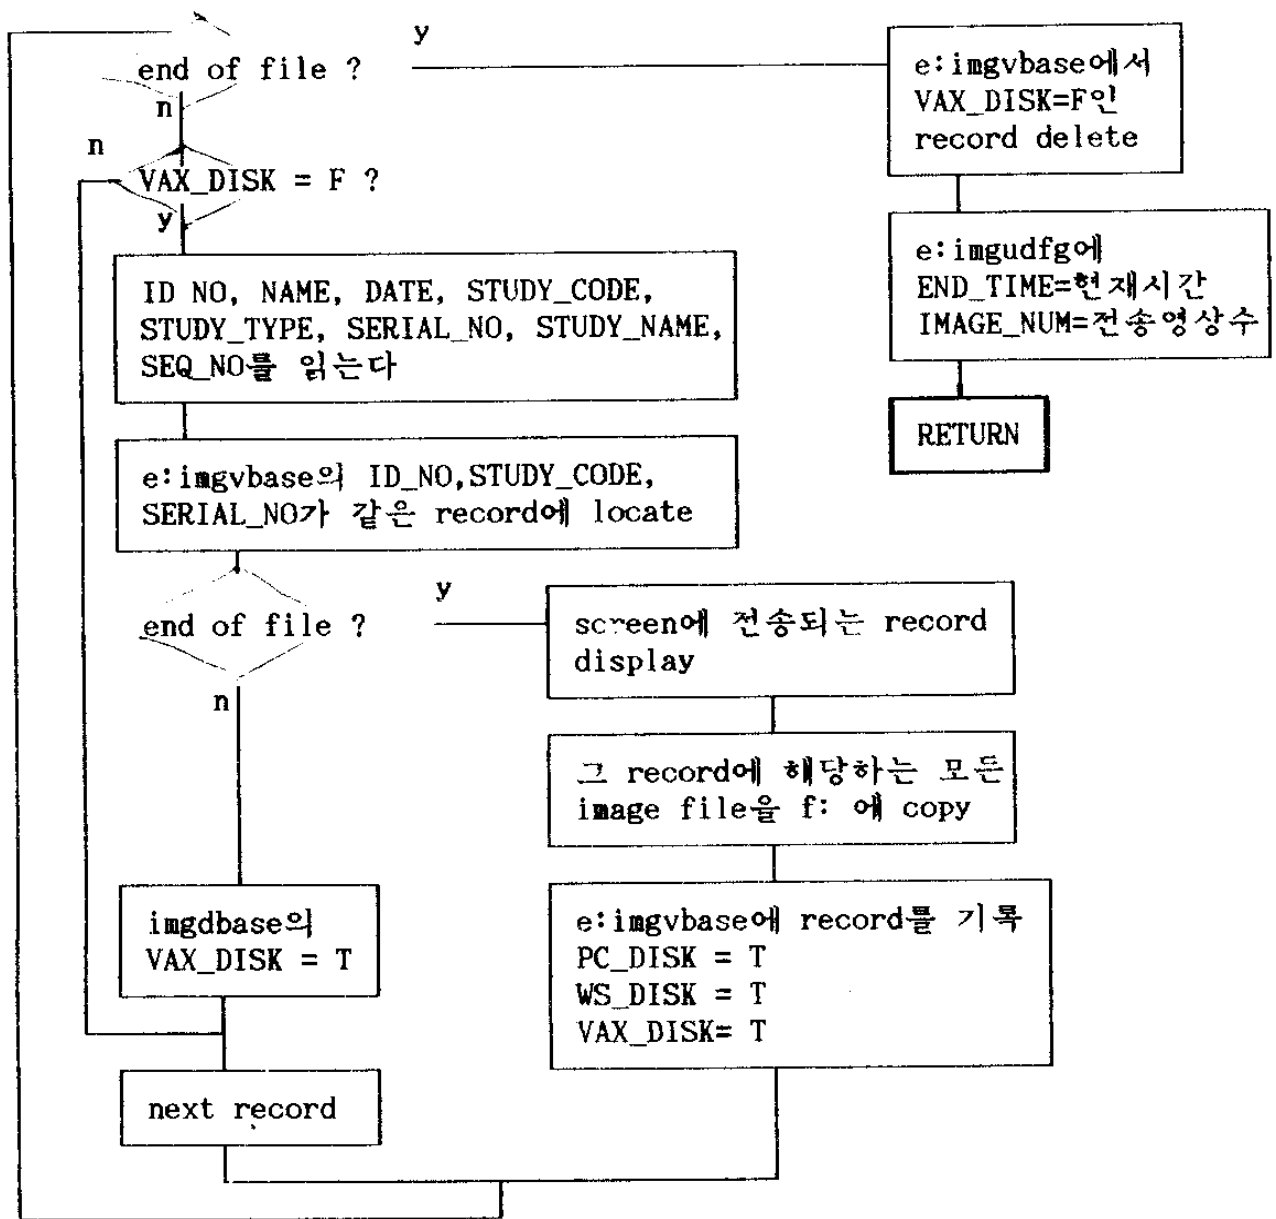 y
end of file ?
n
e:imgvbase에서
VAX_DISK=F인
record delete
n
VAX_DISK = F ?
y
e:imgudfg에
END_TIME=현재시간
IMAGE_NUM=전송영상수
RETURN
ID NO, NAME, DATE, STUDY_CODE,
STUDY_TYPE, SERIAL_NO, STUDY_NAME,
SEQ_NO를 읽는다
e:imgvbase의 ID_NO,STUDY_CODE,
SERIAL_NO가 같은 record에 locate
end of file ?
y
n
screen에 전송되는 record
display
그 record에 해당하는 모든
image file을 f: 에 copy
imgdbase의
VAX_DISK = T
e:imgvbase에 record를 기록
PC_DISK = T
WS_DISK = T
VAX_DISK= T
next record